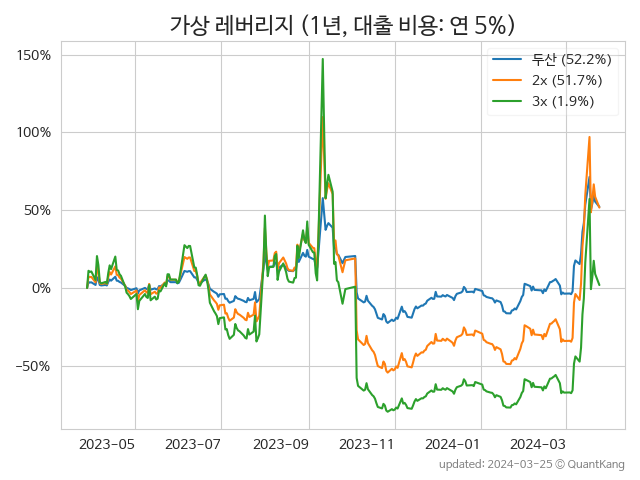 가상 레버리지 (1년, 대출 비용: 연 5%)
150%
100%
50%
0%
−50%
두산 (52.2%)
2x (51.7%)
3x (1.9%)
2023−05
2023−07
2023−09
2023−11
2024−01
2024−03
updated: 2024-03-25 © QuantKang